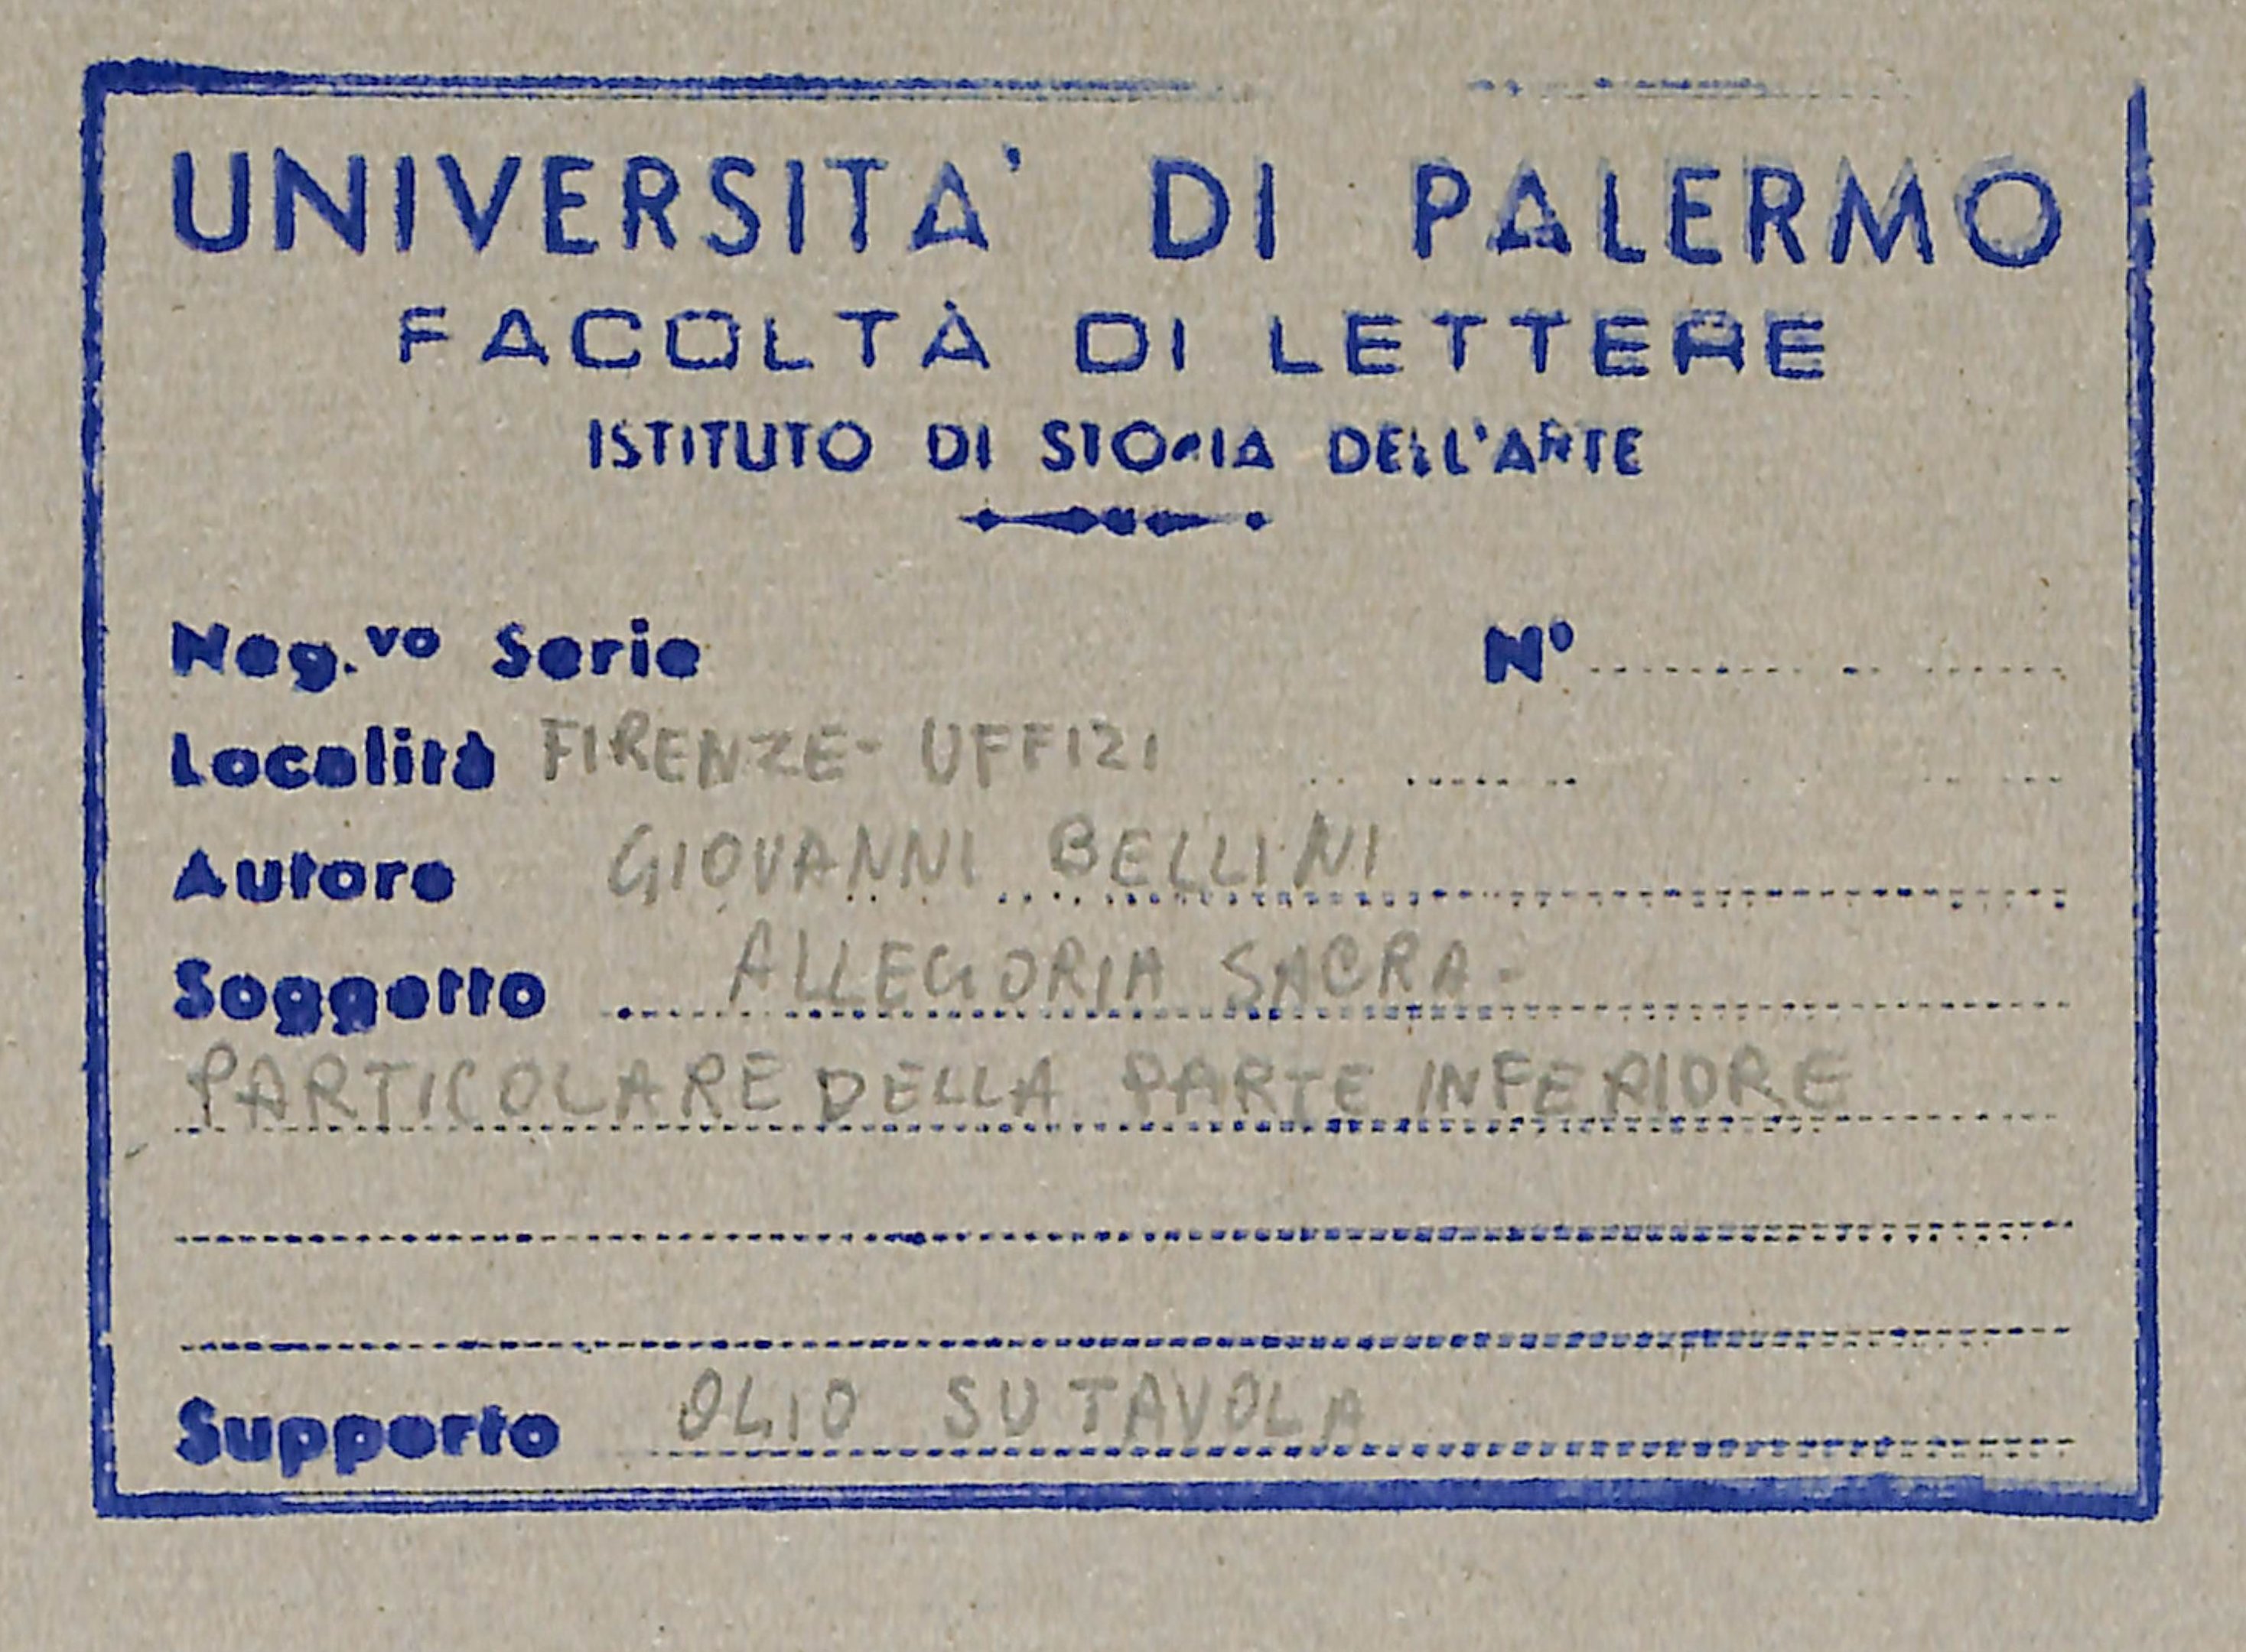 UNIVERSITA' DI PALERMO
FACOLTÀ DI LETTERE
ISTITUTO DI STORIA DELL'ARTE
Neg.vo Serie N°
Località FIRENZE - UFFIZI
Autore GIOVANNI BELLINI
Soggetto ALLEGORIA SACRA -
PARTICOLARE DELLA PARTE INFERIORE
Supporto OLIO SU TAVOLA